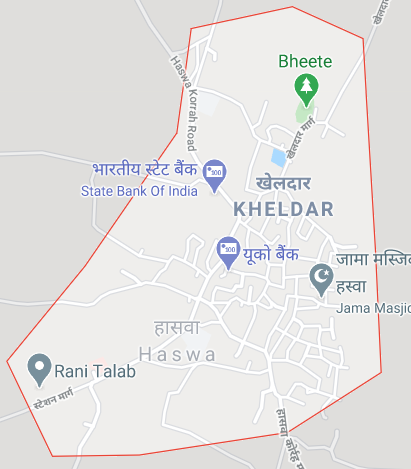 खेलदार
Haswa Korrah Road
Bheete
खेलदार मार्ग
भारतीय स्टेट बैंक
State Bank Of India
खेलदार
KHELDAR
यूको बैंक
जामा मस्जि
हस्वा
Jama Masjid
हासवा
Haswa
Rani Talab
स्टेशन मार्ग
हासवा कोर्राह